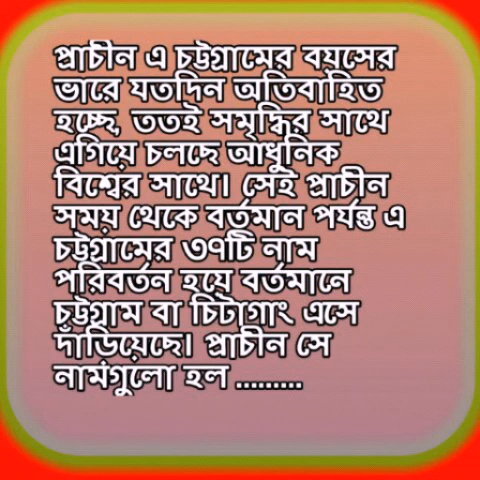 প্রাচীন এ চট্টগ্রামের বয়সের
ভারে যতদিন অতিবাহিত
হচ্ছে, ততই সমৃদ্ধির সাথে
এগিয়ে চলছে আধুনিক
বিশ্বের সাথে। সেই প্রাচীন
সময় থেকে বর্তমান পর্যন্ত এ
চট্টগ্রামের ৩৭টি নাম
পরিবর্তন হয়ে বর্তমানে
চট্টগ্রাম বা চিটাগাং এসে
দাঁড়িয়েছে। প্রাচীন সে
নামগুলো হল .........